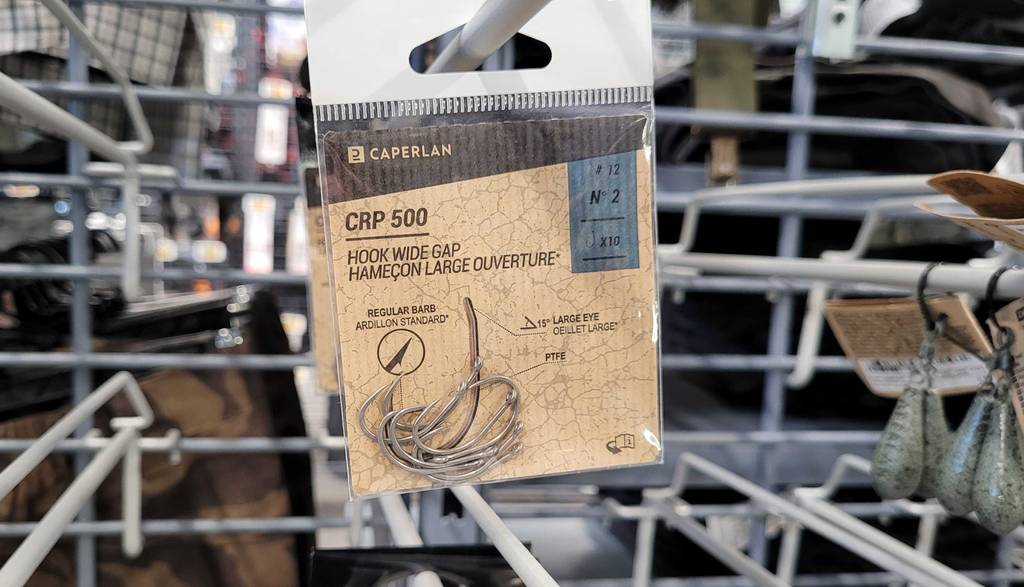 CAPERLAN
# 12
N° 2
X10
CRP 500
HOOK WIDE GAP
HAMEÇON LARGE OUVERTURE*
REGULAR BARB
ARDILLON STANDARD*
15° LARGE EYE
OEILLET LARGE*
PTFE